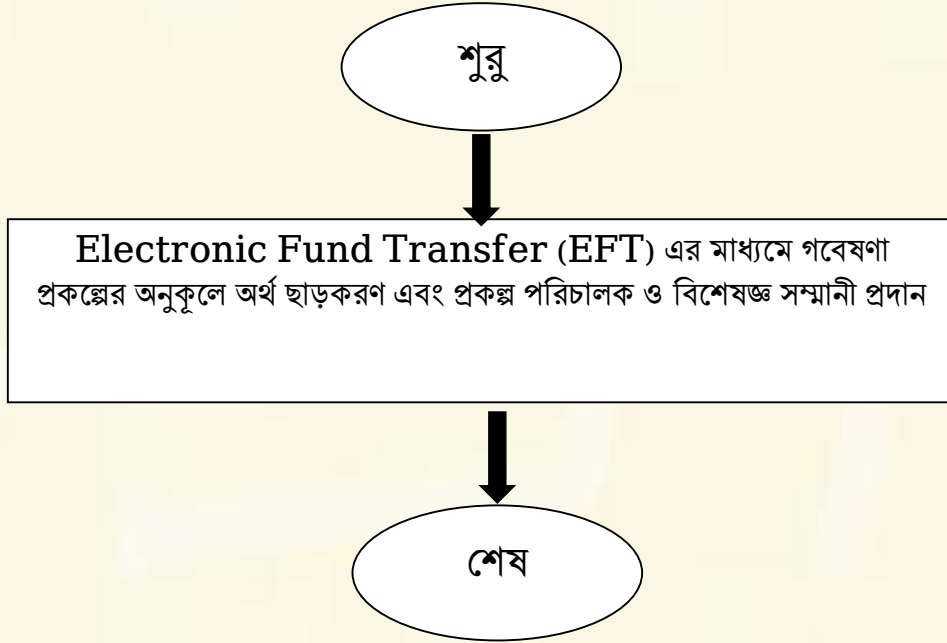 শুরু
Electronic Fund Transfer (EFT) এর মাধ্যমে গবেষণা
প্রকল্পের অনুকূলে অর্থ ছাড়করণ এবং প্রকল্প পরিচালক ও বিশেষজ্ঞ সম্মানী প্রদান
শেষ